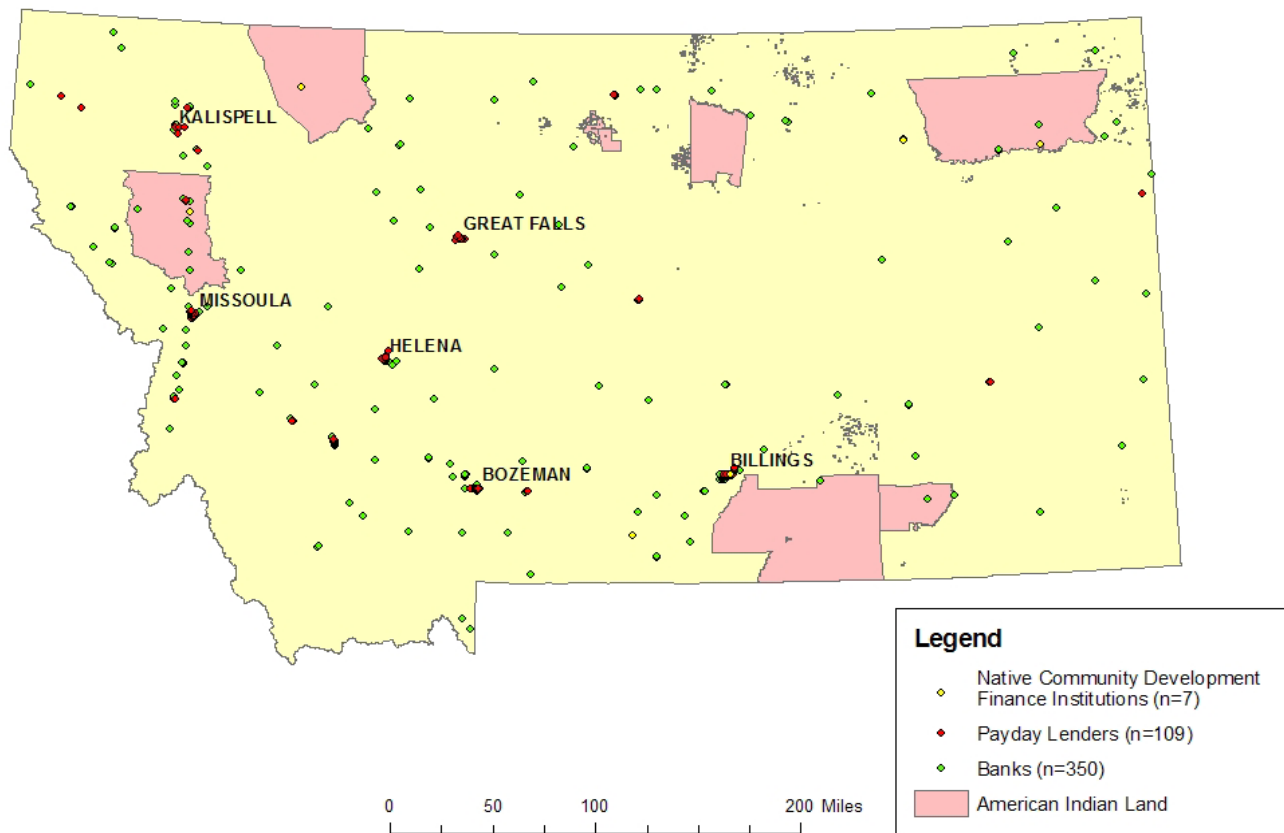 KALISPELL
GREAT FALLS
MISSOULA
HELENA
BILLINGS
BOZEMAN
Legend
Native Community Development
Finance Institutions (n=7)
Payday Lenders (n=109)
Banks (n=350)
American Indian Land
0 50 100 200 Miles